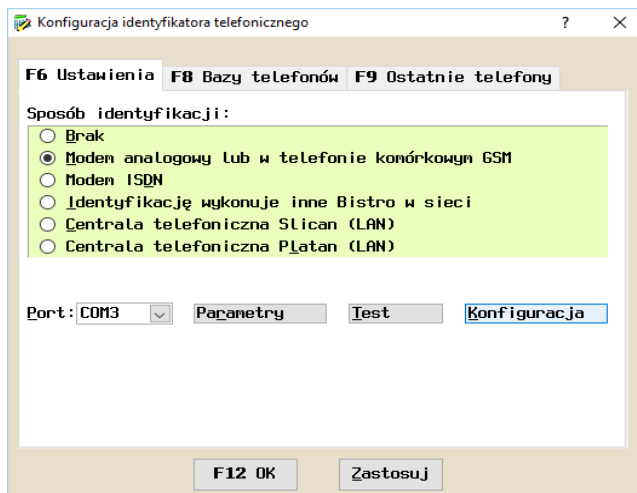 Konfiguracja identyfikatora telefonicznego ? ×
F6 Ustawienia F8 Bazy telefonów F9 Ostatnie telefony
Sposób identyfikacji:
Brak
Modem analogowy lub w telefonie komórkowym GSM
Modem ISDN
Identyfikację wykonuje inne Bistro w sieci
Centrala telefoniczna Slican (LAN)
Centrala telefoniczna Platan (LAN)
Port: COM3 Parametry Test Konfiguracja
F12 OK Zastosuj